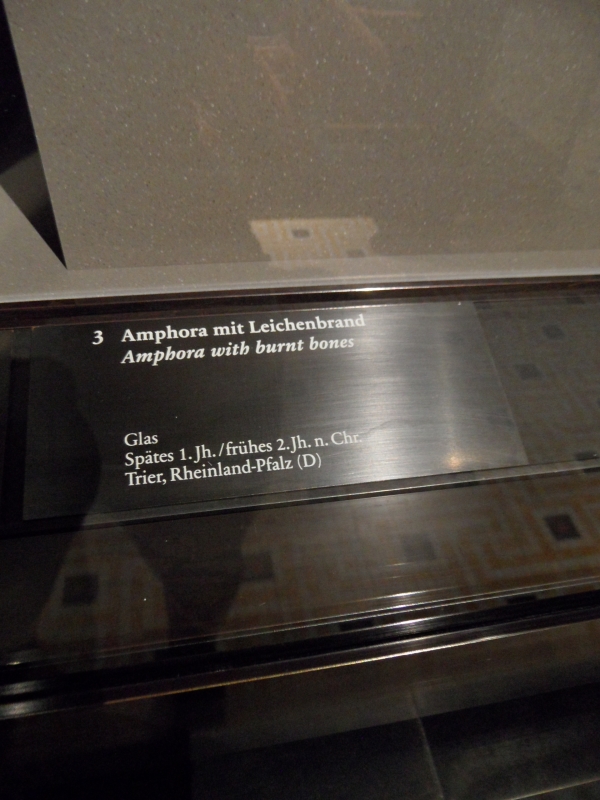 3 Amphora mit Leichenbrand
Amphora with burnt bones
Glas
Spätes 1. Jh. / frühes 2. Jh. n. Chr.
Trier, Rheinland-Pfalz (D)